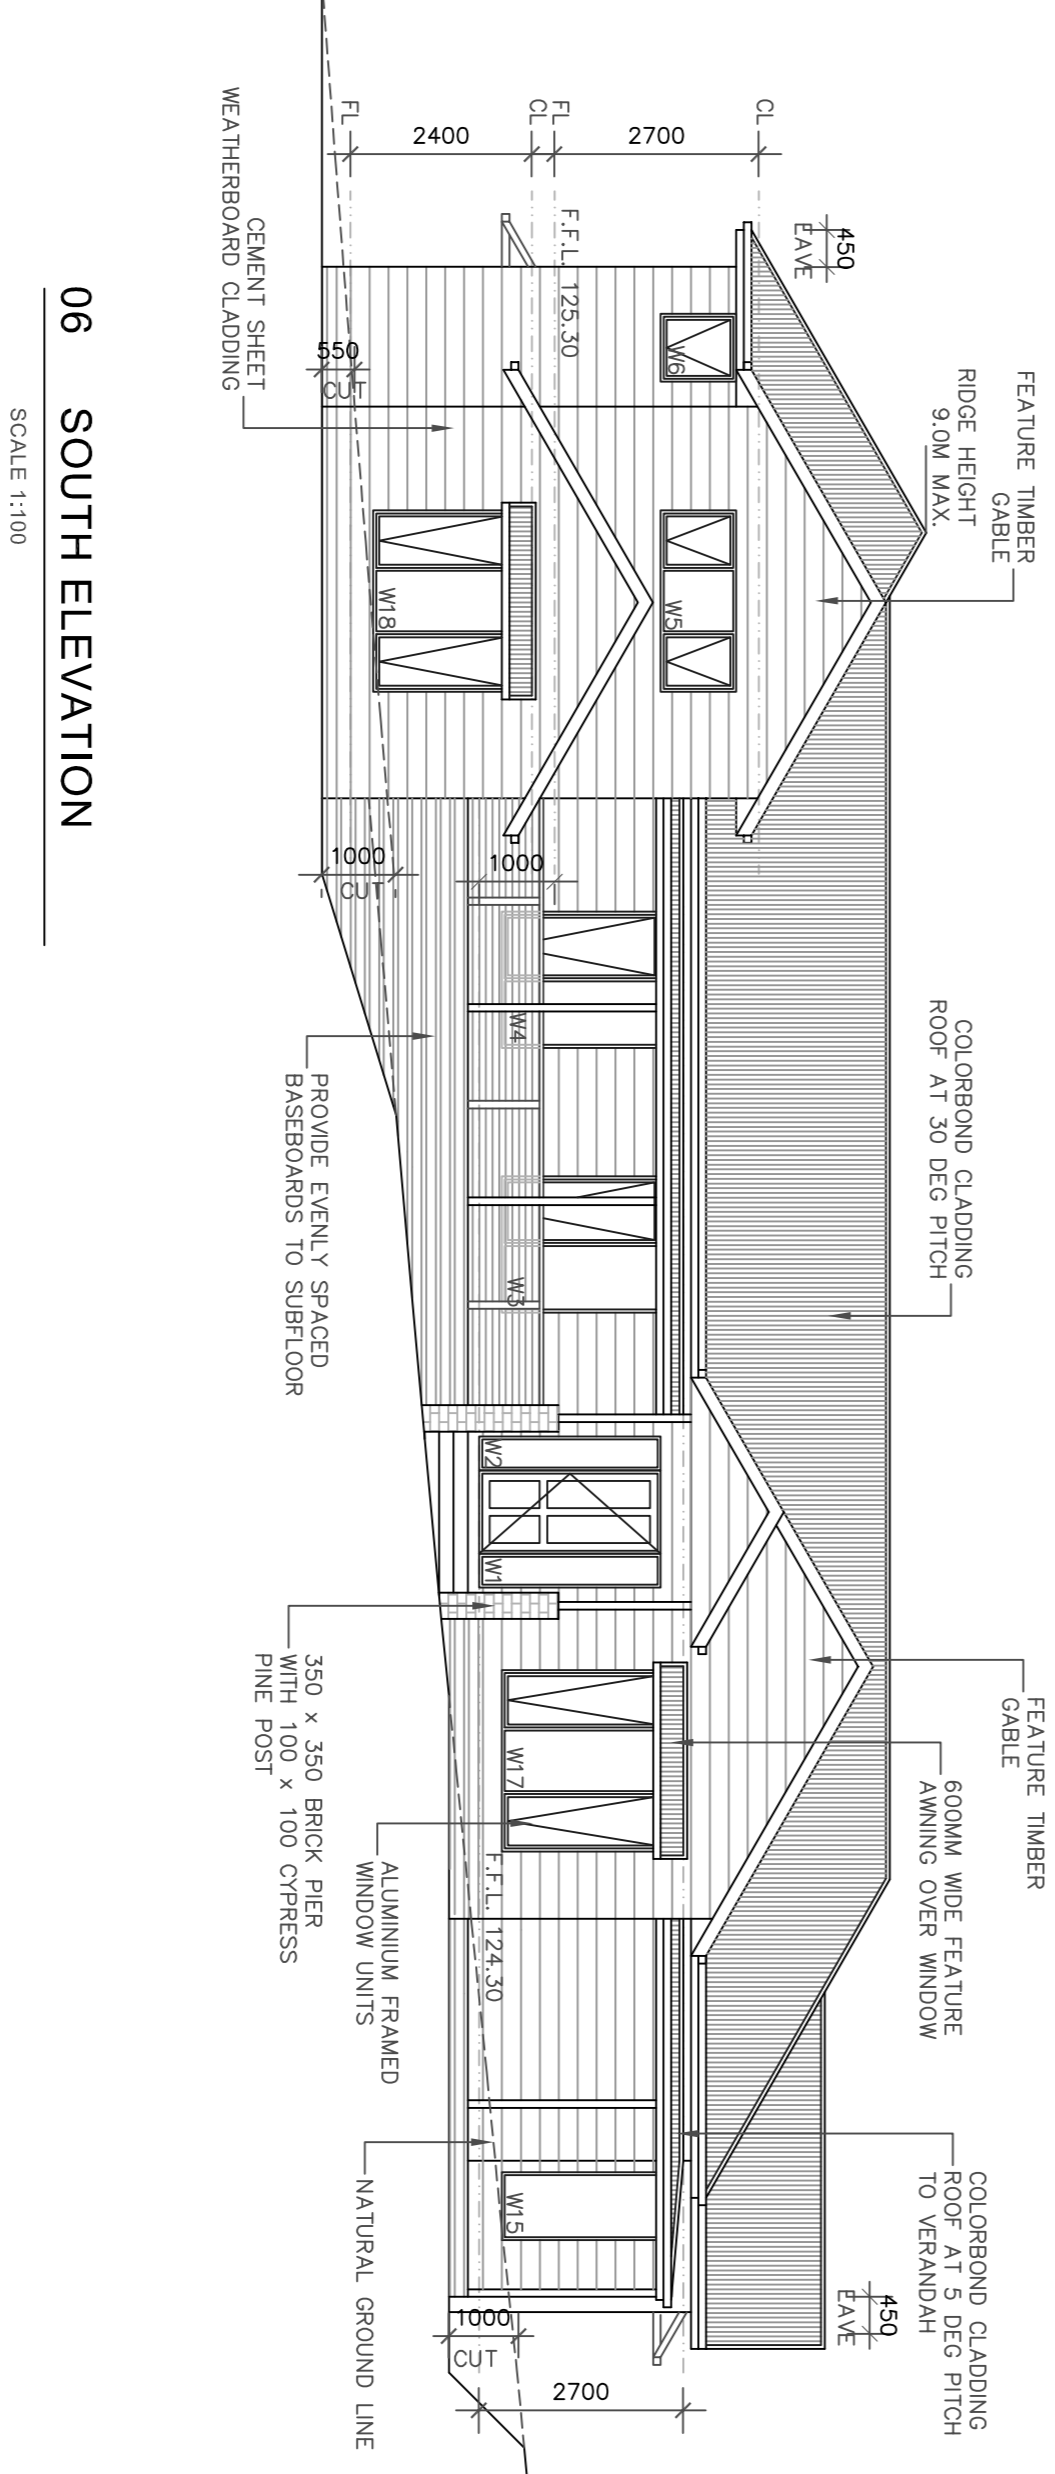 FEATURE TIMBER
GABLE
RIDGE HEIGHT
9.0M MAX.
COLORBOND CLADDING
ROOF AT 30 DEG PITCH
FEATURE TIMBER
GABLE
600MM WIDE FEATURE
AWNING OVER WINDOW
COLORBOND CLADDING
ROOF AT 5 DEG PITCH
TO VERANDAH
450
EAVE
450
EAVE
CL
2700
FL
CL
2400
FL
F.F.L. 125.30
W6
W5
W18
1000
W4
W3
W2
W1
W17
F.F.L. 124.30
W15
2700
550
CUT
1000
CUT
1000
CUT
CEMENT SHEET
WEATHERBOARD CLADDING
PROVIDE EVENLY SPACED
BASEBOARDS TO SUBFLOOR
350 x 350 BRICK PIER
WITH 100 x 100 CYPRESS
PINE POST
ALUMINIUM FRAMED
WINDOW UNITS
NATURAL GROUND LINE
06 SOUTH ELEVATION
SCALE 1:100